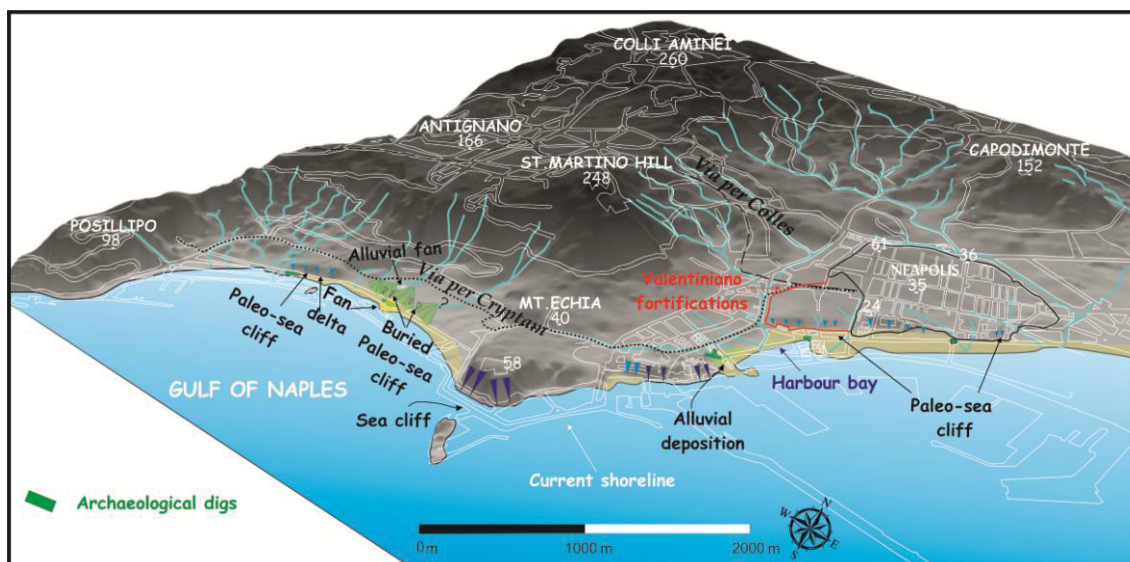 COLLI AMINEI
260
ANTIGNANO
166
ST MARTINO HILL
248
CAPODIMONTE
152
Via per Colles
POSILLIPO
98
Alluvial fan
Via per Cryptam
Valentiniano
fortifications
61
36
NEAPOLIS
35
24
MT. ECHIA
40
?
Paleo-sea
cliff
Fan
delta
Buried
Paleo-sea
cliff
58
GULF OF NAPLES
Sea cliff
Harbour bay
Alluvial
deposition
Paleo-sea
cliff
Current shoreline
Archaeological digs
0 m
1000 m
2000 m
N
W
E
S